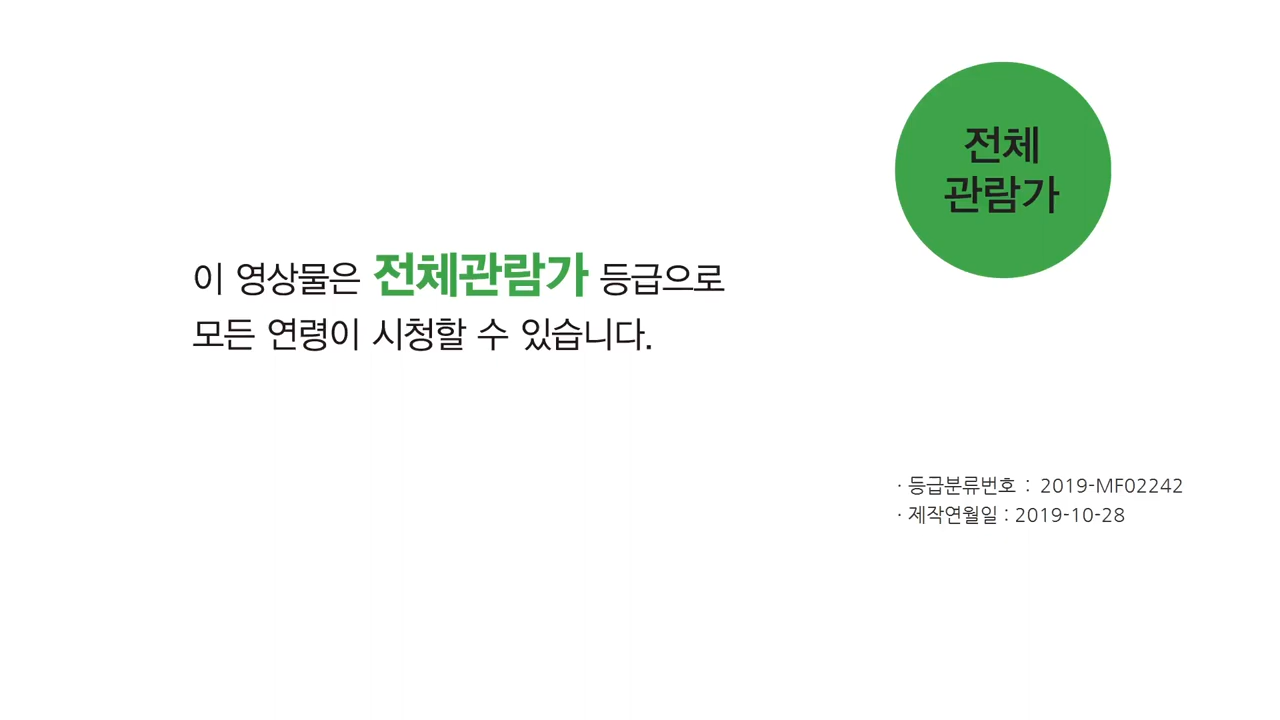 전체
관람가
이 영상물은 전체관람가 등급으로
모든 연령이 시청할 수 있습니다.
· 등급분류번호 : 2019-MF02242
· 제작연월일 : 2019-10-28